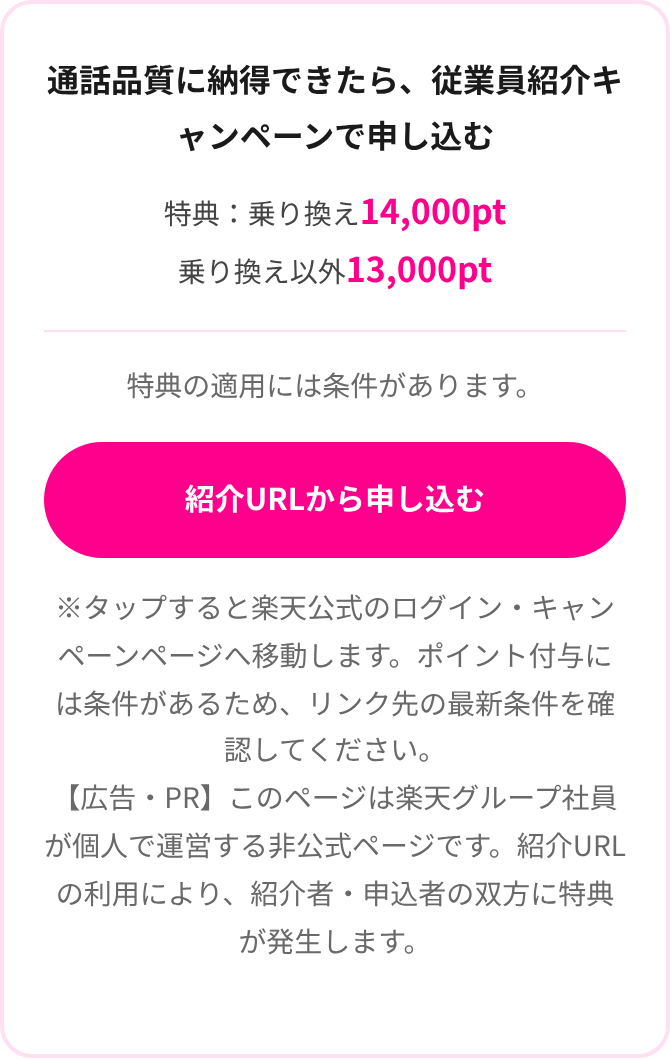 通話品質に納得できたら、従業員紹介キ
ャンペーンで申し込む
特典：乗り換え14,000pt
乗り換え以外13,000pt
特典の適用には条件があります。
紹介URLから申し込む
※タップすると楽天公式のログイン・キャン
ペーンページへ移動します。ポイント付与に
は条件があるため、リンク先の最新条件を確
認してください。
【広告・PR】このページは楽天グループ社員
が個人で運営する非公式ページです。紹介URL
の利用により、紹介者・申込者の双方に特典
が発生します。